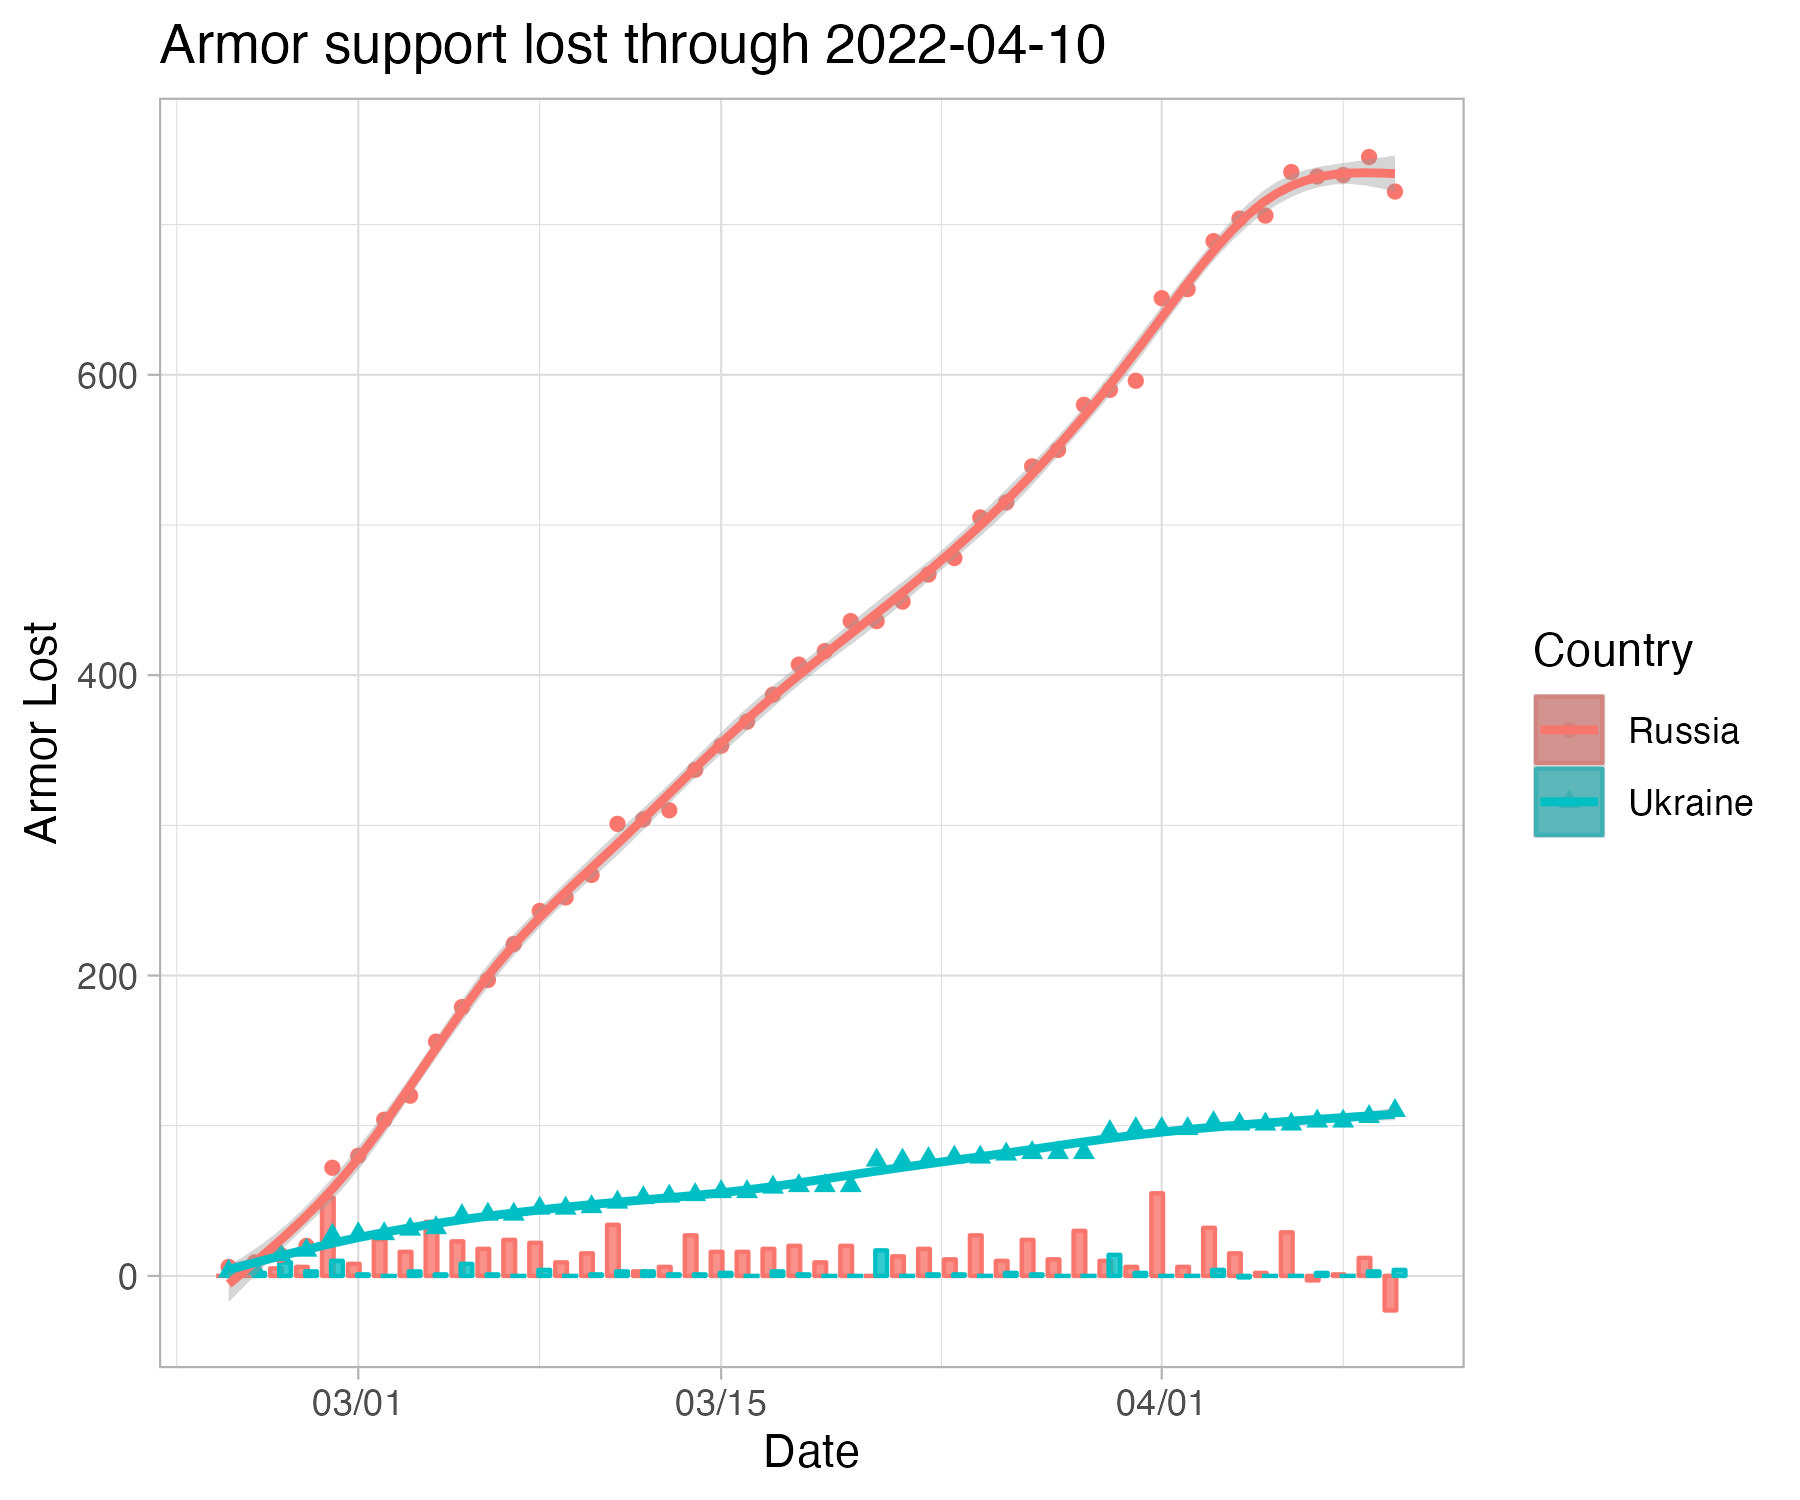 Armor support lost through 2022-04-10
Armor Lost
600
400
200
0
03/01
03/15
04/01
Date
Country
Russia
Ukraine